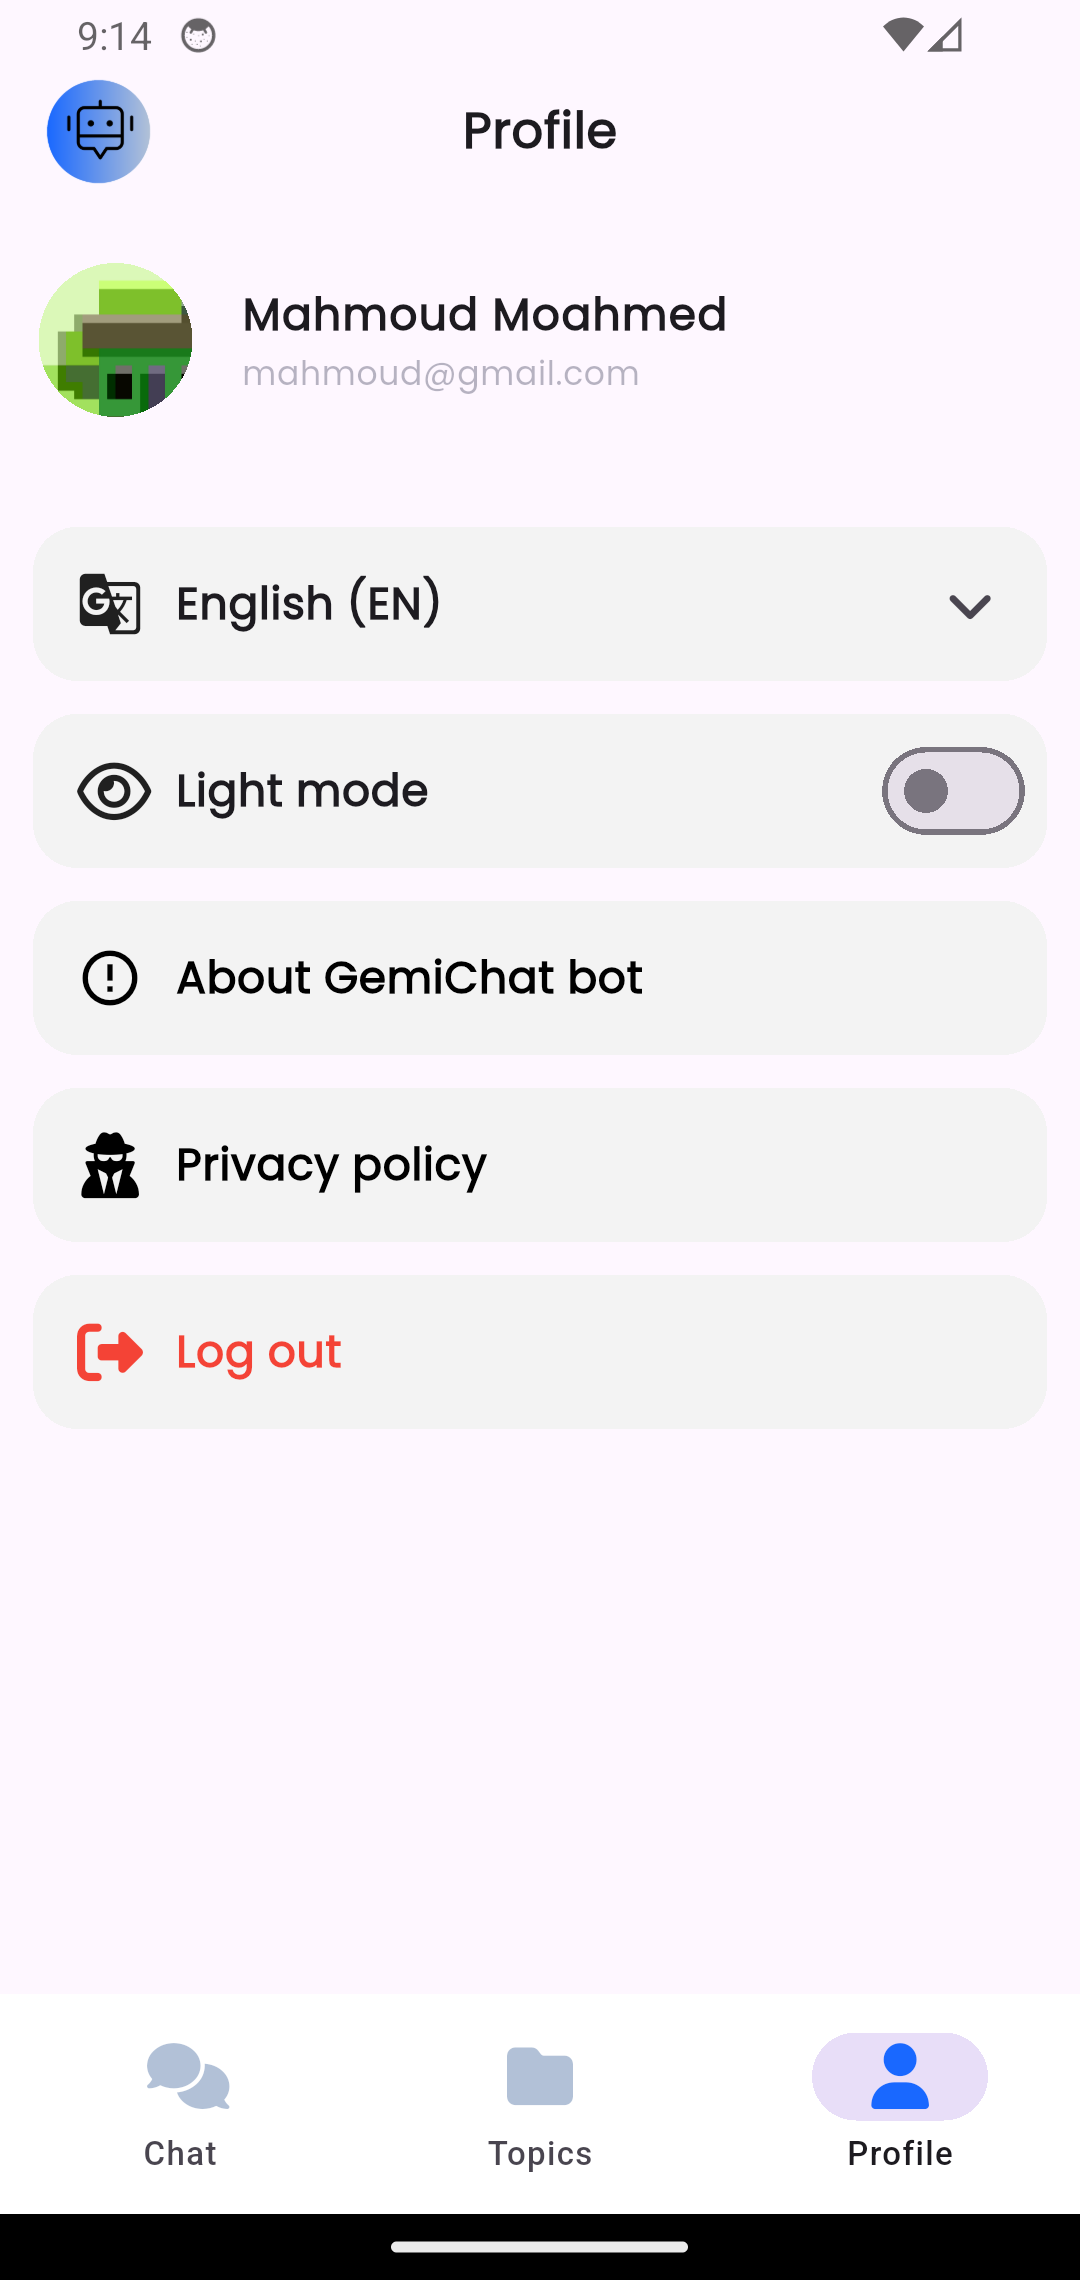 9:14
Profile
Mahmoud Moahmed
mahmoud@gmail.com
English (EN)
Light mode
About GemiChat bot
Privacy policy
Log out
Chat
Topics
Profile